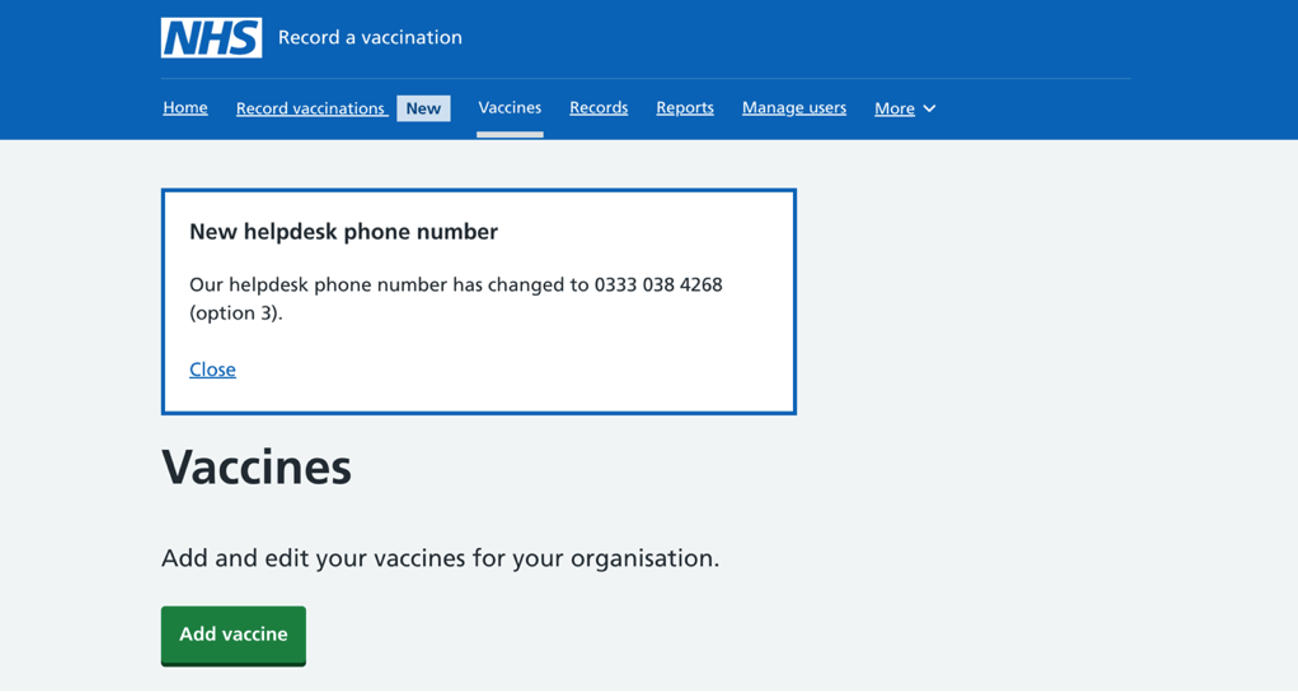 NHS Record a vaccination
Home Record vaccinations New Vaccines Records Reports Manage users More
New helpdesk phone number
Our helpdesk phone number has changed to 0333 038 4268
(option 3).
Close
Vaccines
Add and edit your vaccines for your organisation.
Add vaccine